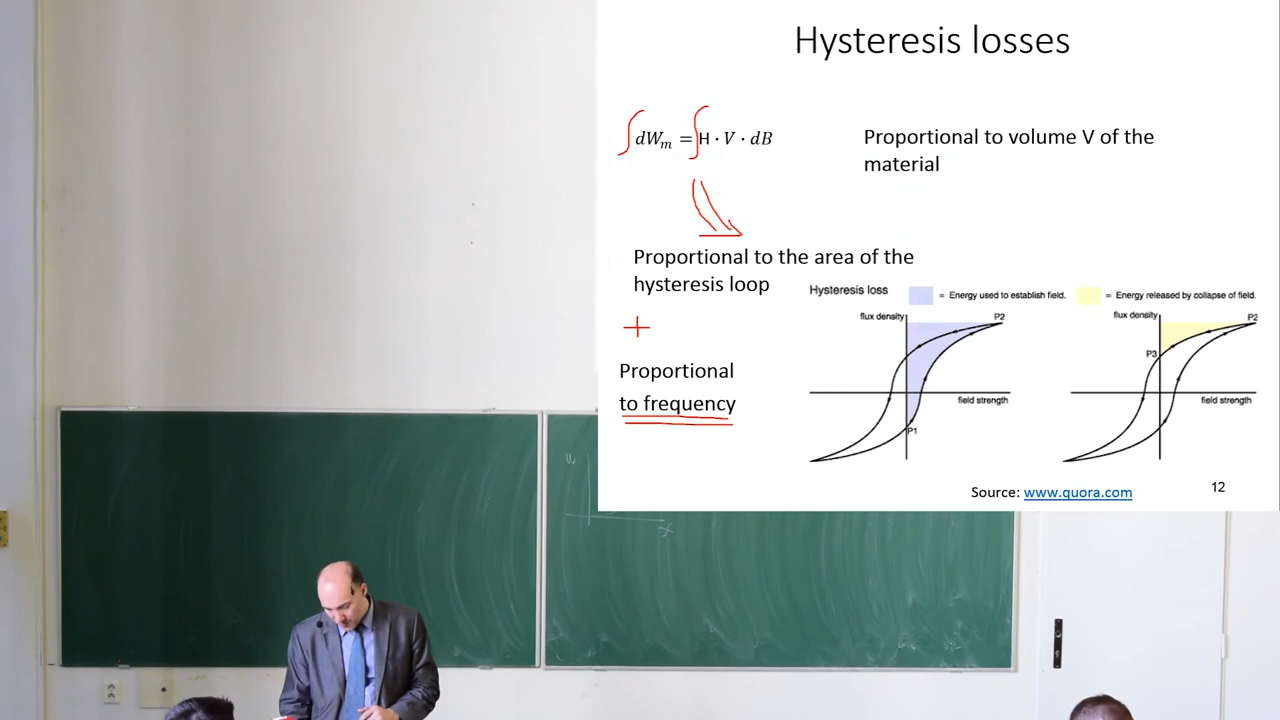 Hysteresis losses
∫dWₘ = ∫H · V · dB
Proportional to volume V of the
material
Proportional to the area of the
hysteresis loop
+
Proportional
to frequency
Hysteresis loss
= Energy used to establish field.
= Energy released by collapse of field.
flux density
P2
field strength
P1
flux density
P2
P3
field strength
Source: www.quora.com
12
u
x